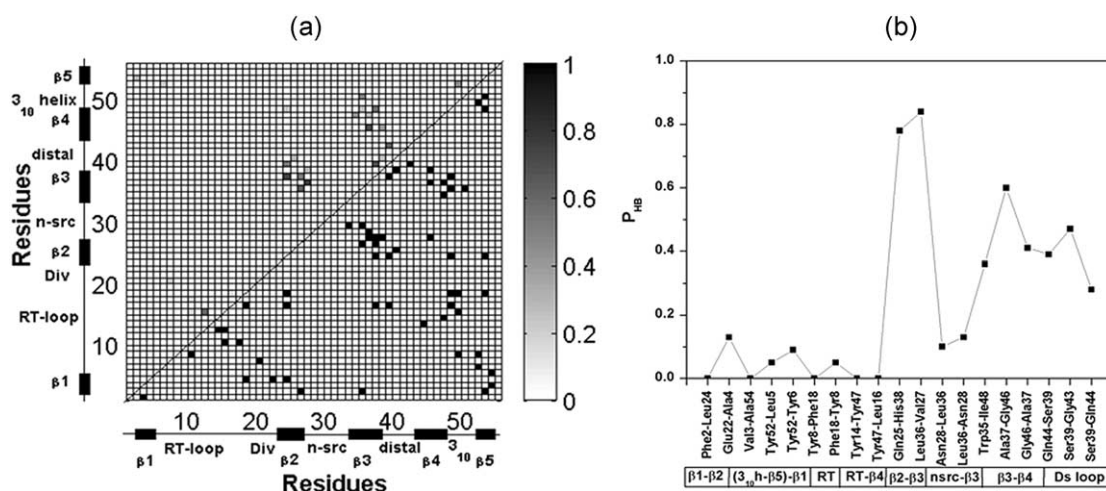 (a)
(b)
β5
3₁₀ helix
β4
distal
β3
n-src
β2
Div
RT-loop
β1
Residues
50
40
30
20
10
10 20 30 40 50
RT-loop Div n-src distal 3₁₀
β1 β2 β3 β4 β5
Residues
1
0.8
0.6
0.4
0.2
0
P_HB
1.0
0.8
0.6
0.4
0.2
0.0
Phe2-Leu24
Glu22-Ala4
Val3-Ala54
Tyr52-Leu5
Tyr52-Tyr6
Tyr8-Phe18
Phe18-Tyr8
Tyr14-Tyr47
Tyr47-Leu16
Gln25-His38
Leu36-Val27
Asn28-Leu36
Leu36-Asn28
Trp35-Ile48
Ala37-Gly46
Gly46-Ala37
Gln44-Ser39
Ser39-Gly43
Ser39-Gln44
β1-β2 (3₁₀h-β5)-β1 RT RT-β4 β2-β3 nsrc-β3 β3-β4 Ds loop